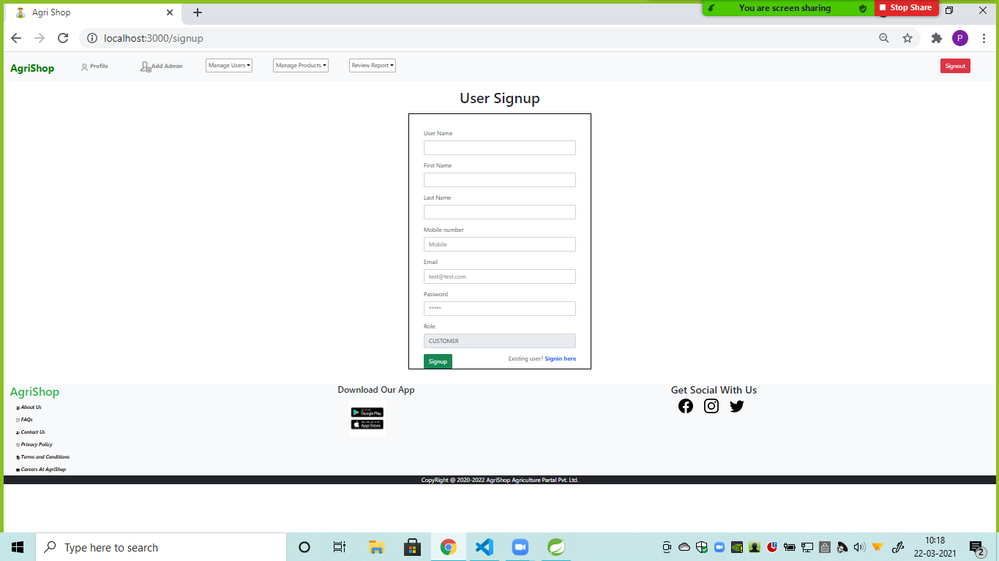 Agri Shop
You are screen sharing
Stop Share
localhost:3000/signup
P
AgriShop
Profile
Add Admin
Manage Users
Manage Products
Review Report
Signout
User Signup
User Name
First Name
Last Name
Mobile number
Mobile
Email
test@test.com
Password
*****
Role
CUSTOMER
Signup
Existing user? Signin here
AgriShop
About Us
FAQs
Contact Us
Privacy Policy
Terms and Conditions
Careers At AgriShop
Download Our App
Google Play
App Store
Get Social With Us
CopyRight @ 2020-2022 AgriShop Agriculture Partal Pvt. Ltd.
Type here to search
10:18
22-03-2021
2